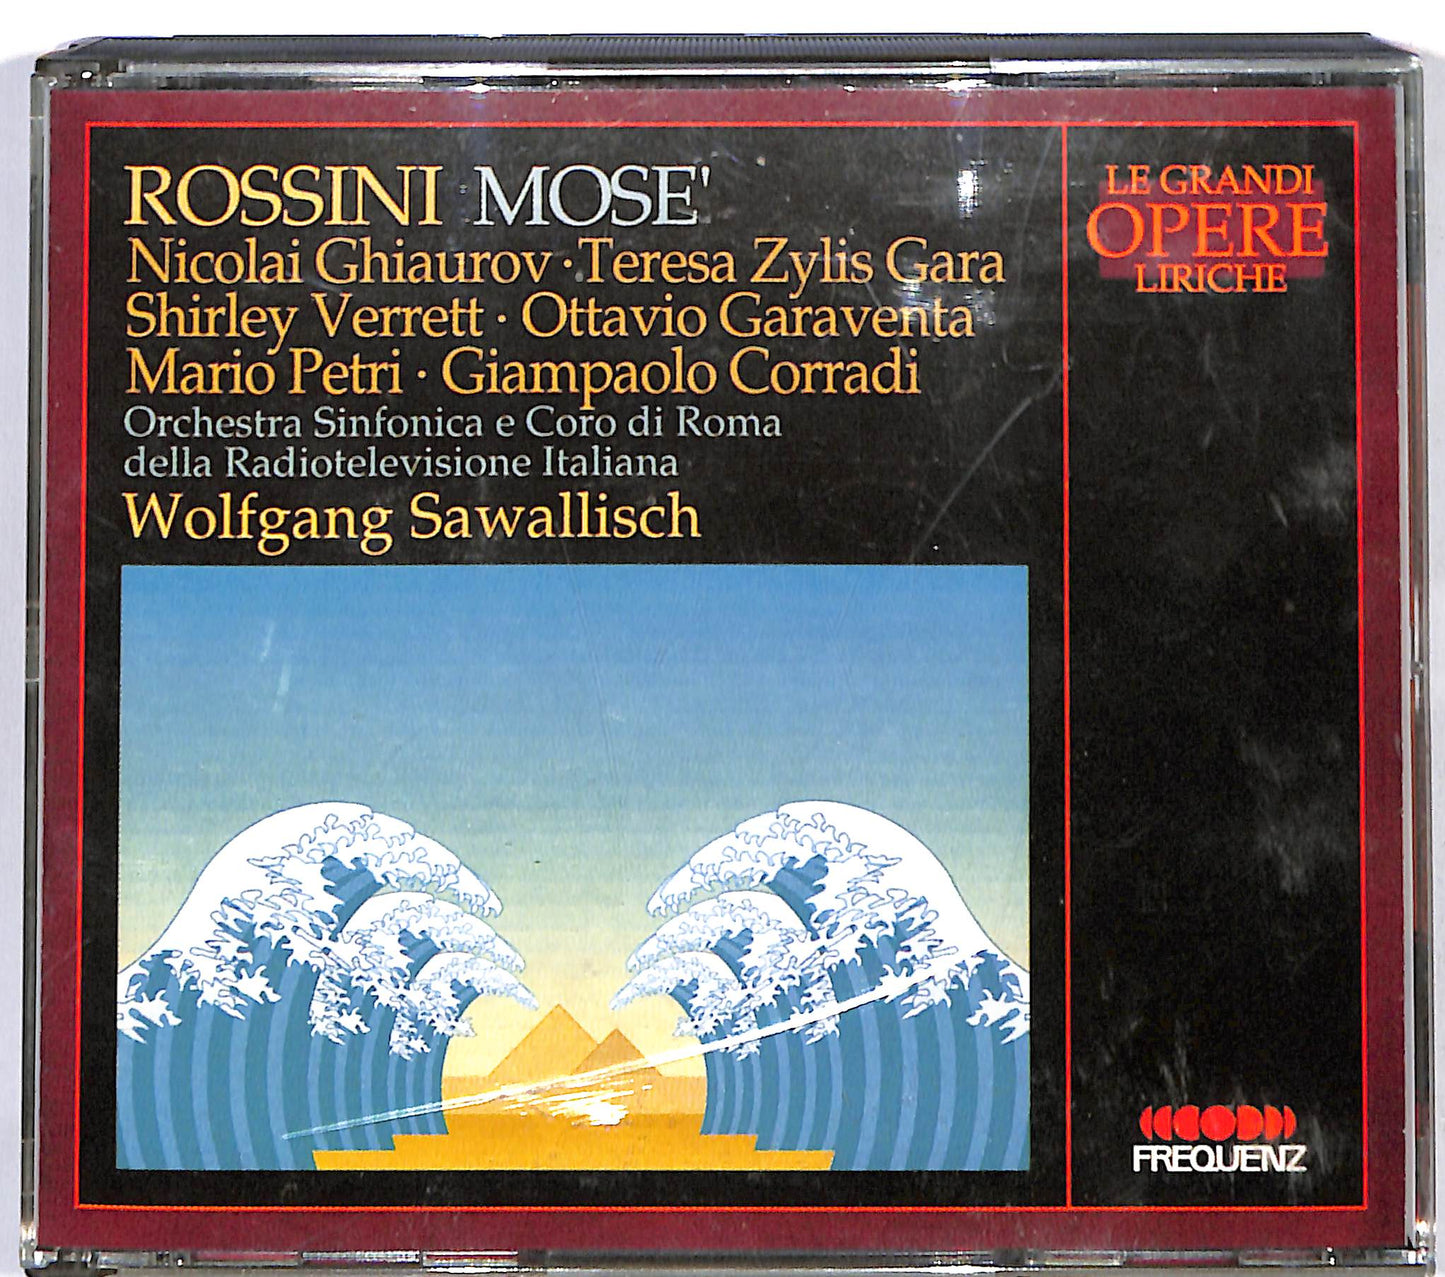 ROSSINI MOSE'
Nicolai Ghiaurov · Teresa Zylis Gara
Shirley Verrett · Ottavio Garaventa
Mario Petri · Giampaolo Corradi
Orchestra Sinfonica e Coro di Roma
della Radiotelevisione Italiana
Wolfgang Sawallisch
LE GRANDI
OPERE
LIRICHE
FREQUENZ